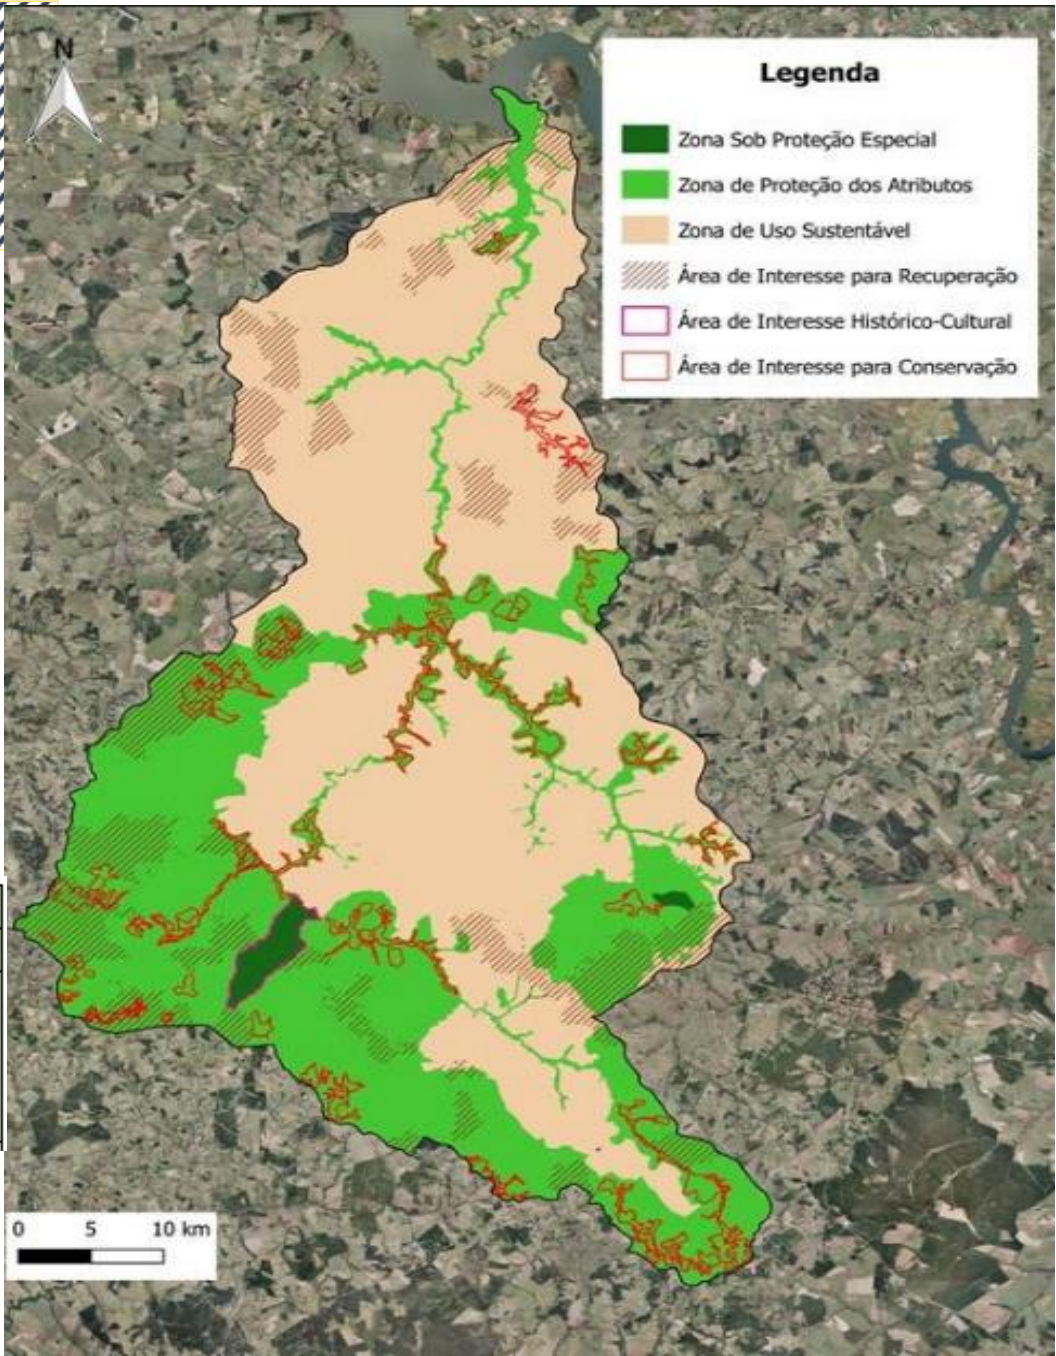 N
Legenda
Zona Sob Proteção Especial
Zona de Proteção dos Atributos
Zona de Uso Sustentável
Área de Interesse para Recuperação
Área de Interesse Histórico-Cultural
Área de Interesse para Conservação
0 5 10 km